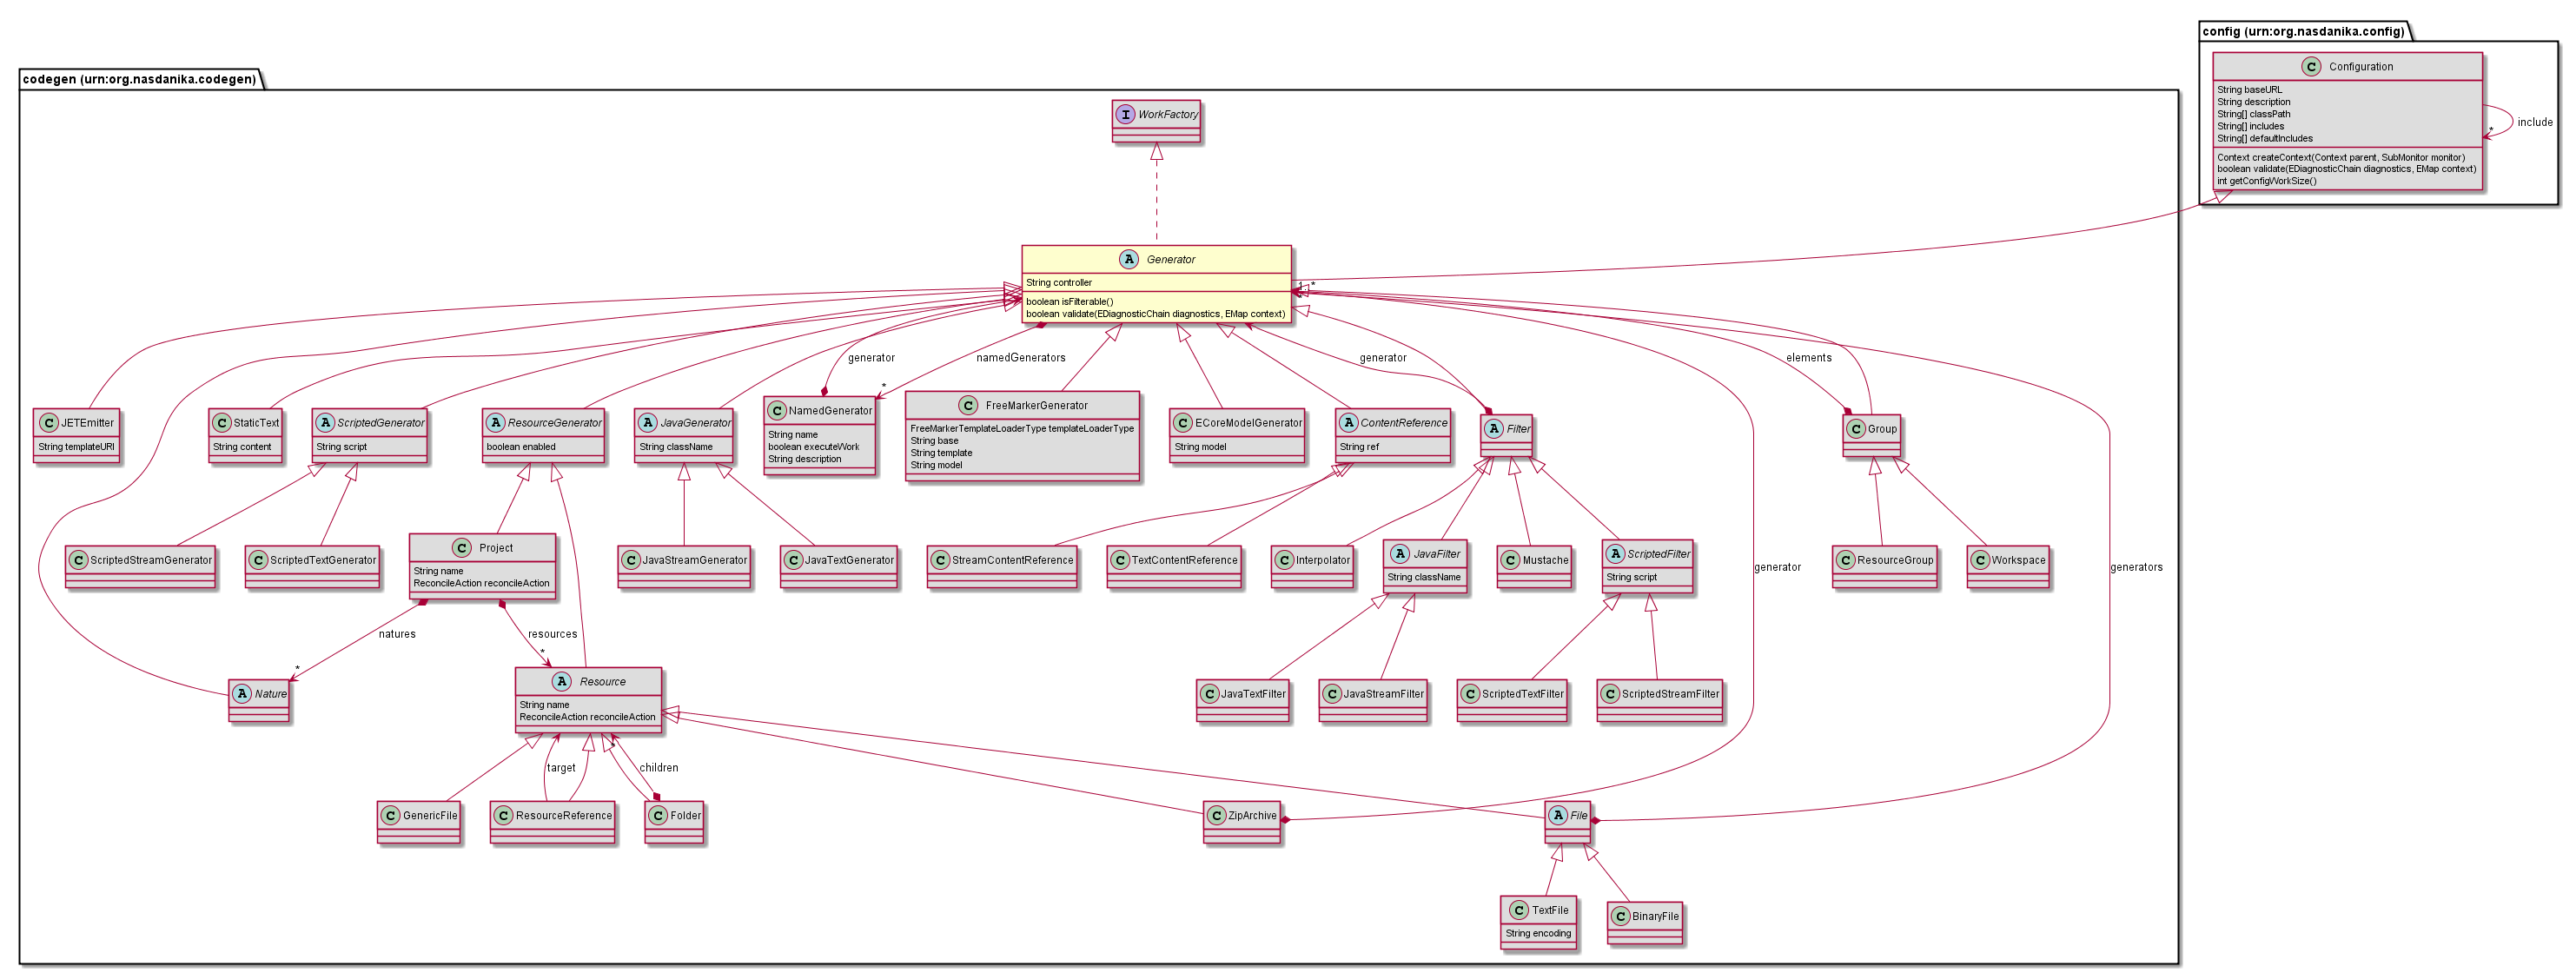 config (urn:org.nasdanika.config)
C Configuration
String baseURL
String description
String[] classPath
String[] includes
String[] defaultIncludes
Context createContext(Context parent, SubMonitor monitor)
boolean validate(EDiagnosticChain diagnostics, EMap context)
int getConfigWorkSize()
include
*
codegen (urn:org.nasdanika.codegen)
I WorkFactory
A Generator
String controller
boolean isFilterable()
boolean validate(EDiagnosticChain diagnostics, EMap context)
*
generator
namedGenerators
*
generator
elements
C JETEmitter
String templateURI
C StaticText
String content
A ScriptedGenerator
String script
A ResourceGenerator
boolean enabled
A JavaGenerator
String className
C NamedGenerator
String name
boolean executeWork
String description
C FreeMarkerGenerator
FreeMarkerTemplateLoaderType templateLoaderType
String base
String template
String model
C ECoreModelGenerator
String model
A ContentReference
String ref
A Filter
C Group
C ScriptedStreamGenerator
C ScriptedTextGenerator
C Project
String name
ReconcileAction reconcileAction
C JavaStreamGenerator
C JavaTextGenerator
C StreamContentReference
C TextContentReference
C Interpolator
A JavaFilter
String className
C Mustache
A ScriptedFilter
String script
generator
C ResourceGroup
C Workspace
generators
natures
*
resources
*
A Nature
A Resource
String name
ReconcileAction reconcileAction
C JavaTextFilter
C JavaStreamFilter
C ScriptedTextFilter
C ScriptedStreamFilter
*
target
children
C GenericFile
C ResourceReference
C Folder
C ZipArchive
A File
C TextFile
String encoding
C BinaryFile